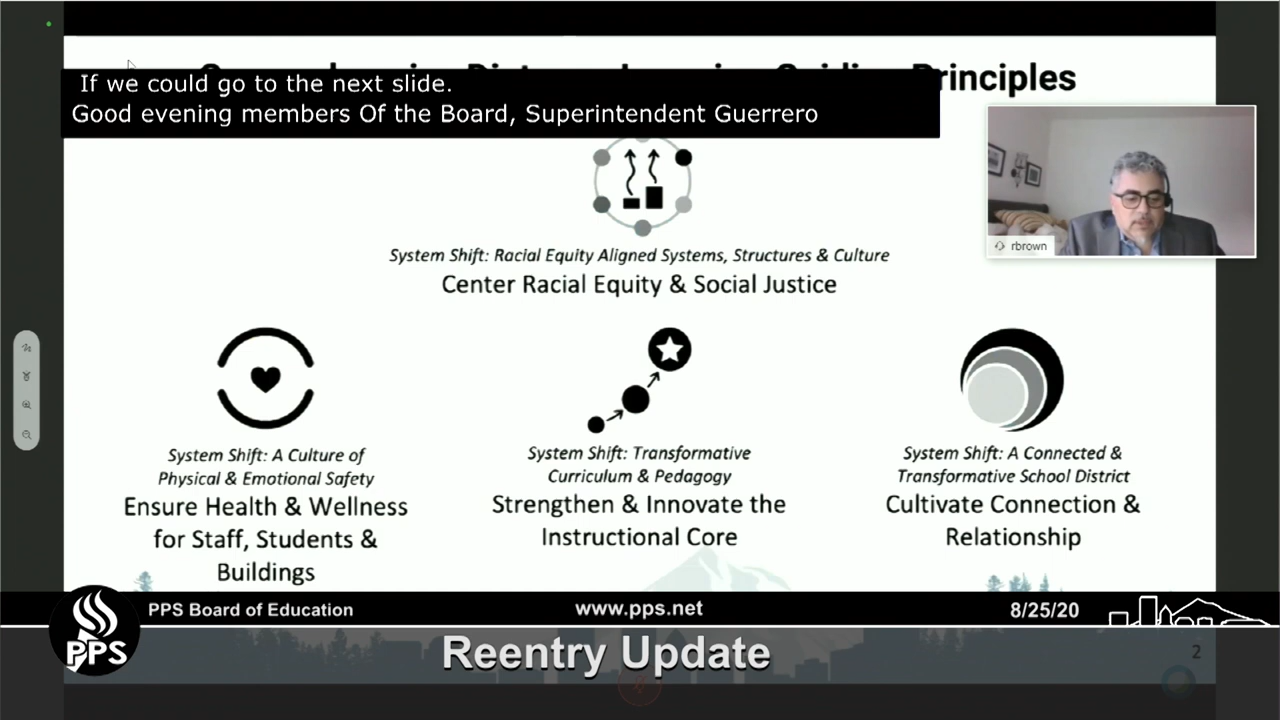 Principles
If we could go to the next slide.
Good evening members Of the Board, Superintendent Guerrero
rbrown
System Shift: Racial Equity Aligned Systems, Structures & Culture
Center Racial Equity & Social Justice
System Shift: A Culture of
Physical & Emotional Safety
Ensure Health & Wellness
for Staff, Students &
Buildings
System Shift: Transformative
Curriculum & Pedagogy
Strengthen & Innovate the
Instructional Core
System Shift: A Connected &
Transformative School District
Cultivate Connection &
Relationship
PPS Board of Education
www.pps.net
8/25/20
PPS
Reentry Update
2